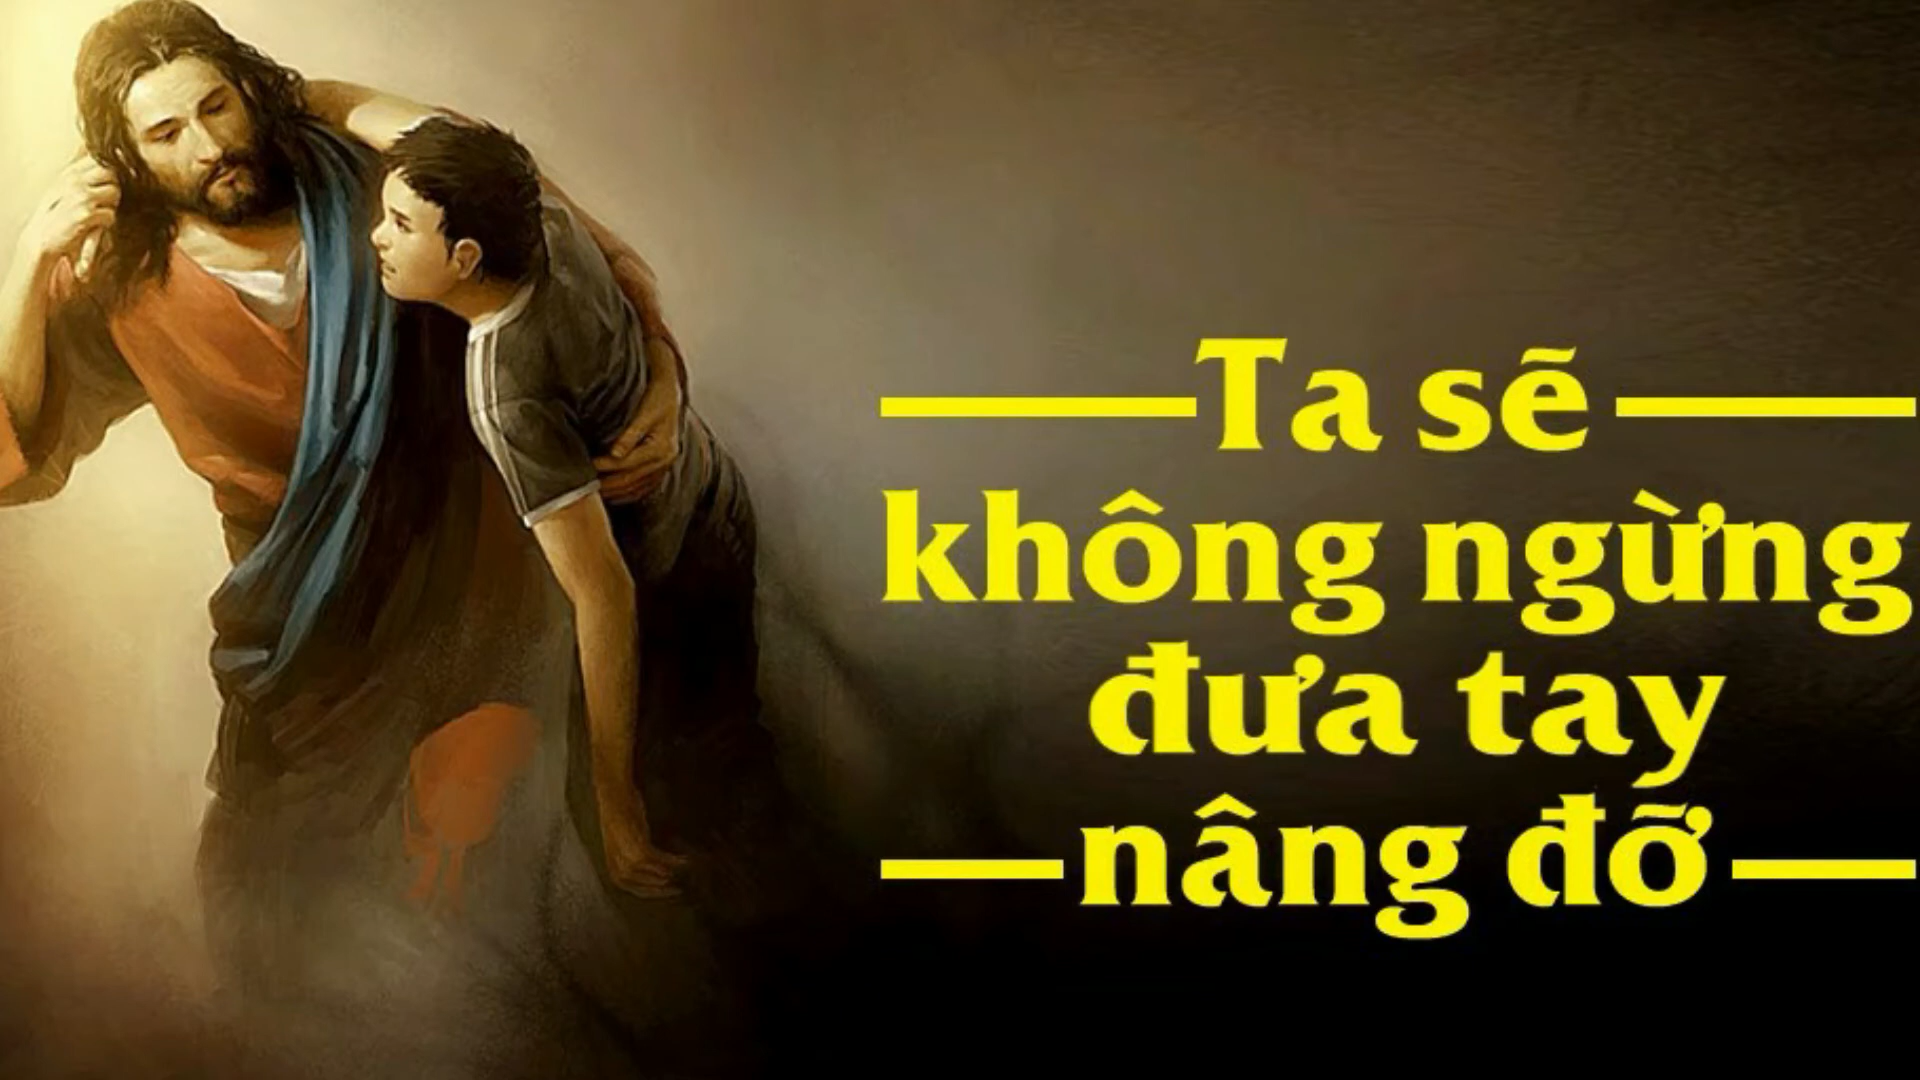 Ta sẽ
không ngừng
đưa tay
nâng đỡ